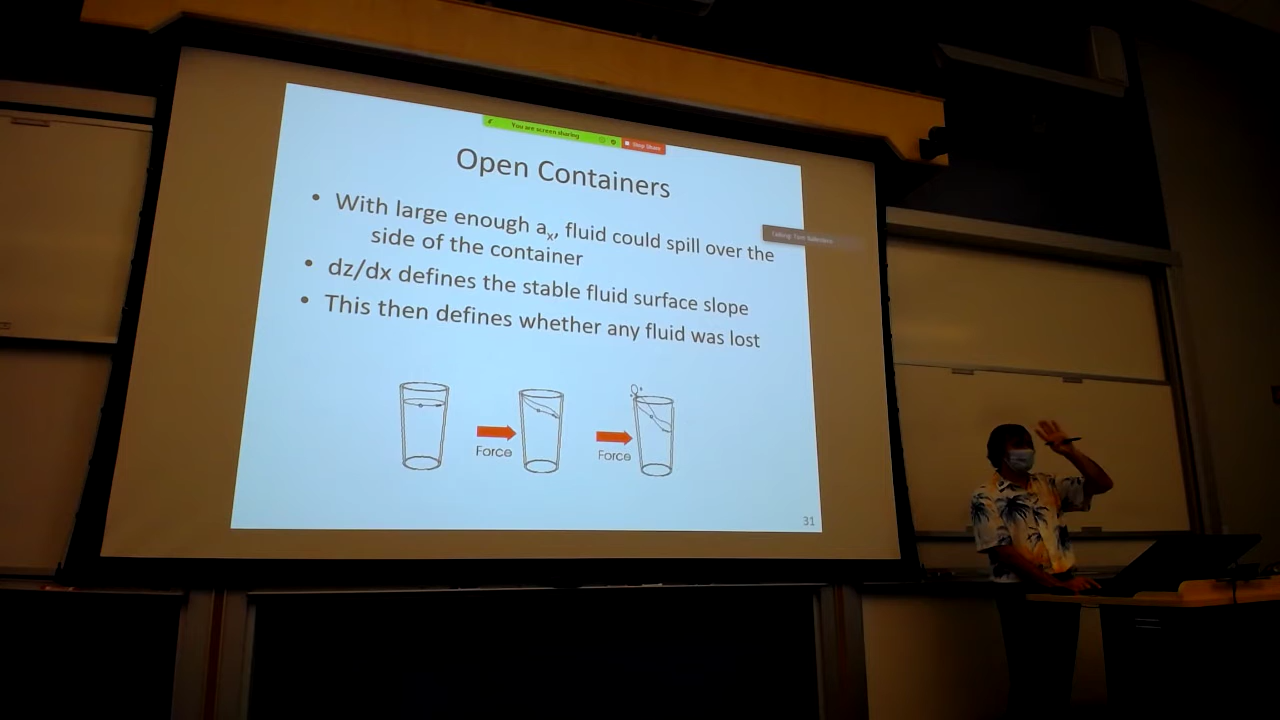 You are screen sharing
Stop Share
Open Containers
• With large enough aₓ, fluid could spill over the
side of the container
• dz/dx defines the stable fluid surface slope
• This then defines whether any fluid was lost
Force
Force
31